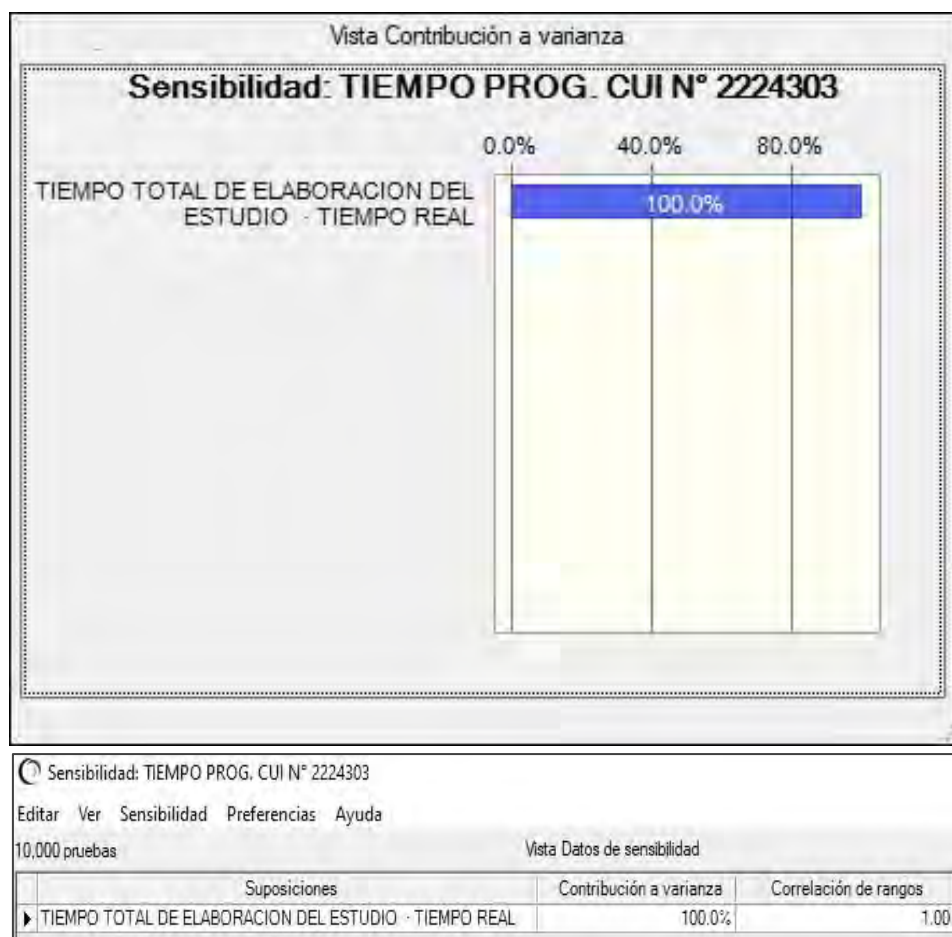 Vista Contribución a varianza
Sensibilidad: TIEMPO PROG. CUI N° 2224303
0.0% 40.0% 80.0%
TIEMPO TOTAL DE ELABORACION DEL
ESTUDIO - TIEMPO REAL
100.0%
Sensibilidad: TIEMPO PROG. CUI N° 2224303
Editar Ver Sensibilidad Preferencias Ayuda
10,000 pruebas Vista Datos de sensibilidad
Suposiciones Contribución a varianza Correlación de rangos
TIEMPO TOTAL DE ELABORACION DEL ESTUDIO - TIEMPO REAL 100.0% 1.00